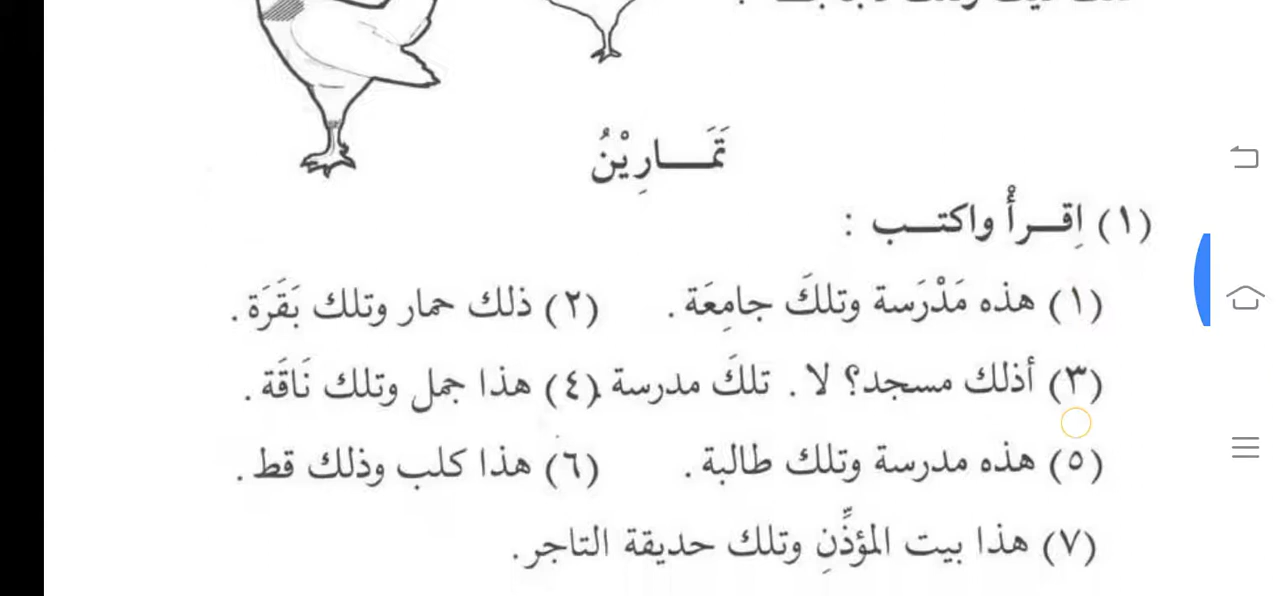 تَمَـــارِيْنُ
(١) اِقـــرأْ واكتـــب :
(١) هذه مَدْرَسة وتلكَ جامِعَة . (٢) ذلك حمار وتلك بَقَرَة .
(٣) أذلك مسجد؟ لا . تلكَ مدرسة . (٤) هذا جمل وتلك نَاقَة .
(٥) هذه مدرسة وتلك طالبة . (٦) هذا كلب وذلك قط .
(٧) هذا بيت المؤذِّنِ وتلك حديقة التاجر .